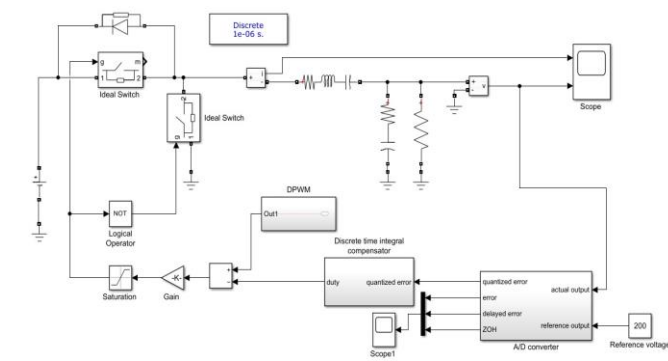 Discrete
1e-06 s.
g
m
1
2
Ideal Switch
2
g
1
Ideal Switch
+
-
i
+
-
v
Scope
NOT
Logical
Operator
DPWM
Out1
Discrete time integral
compensator
duty
quantized error
+
−
-K-
Saturation
Gain
Scope1
quantized error
error
delayed error
ZOH
actual output
reference output
A/D converter
200
Reference voltage